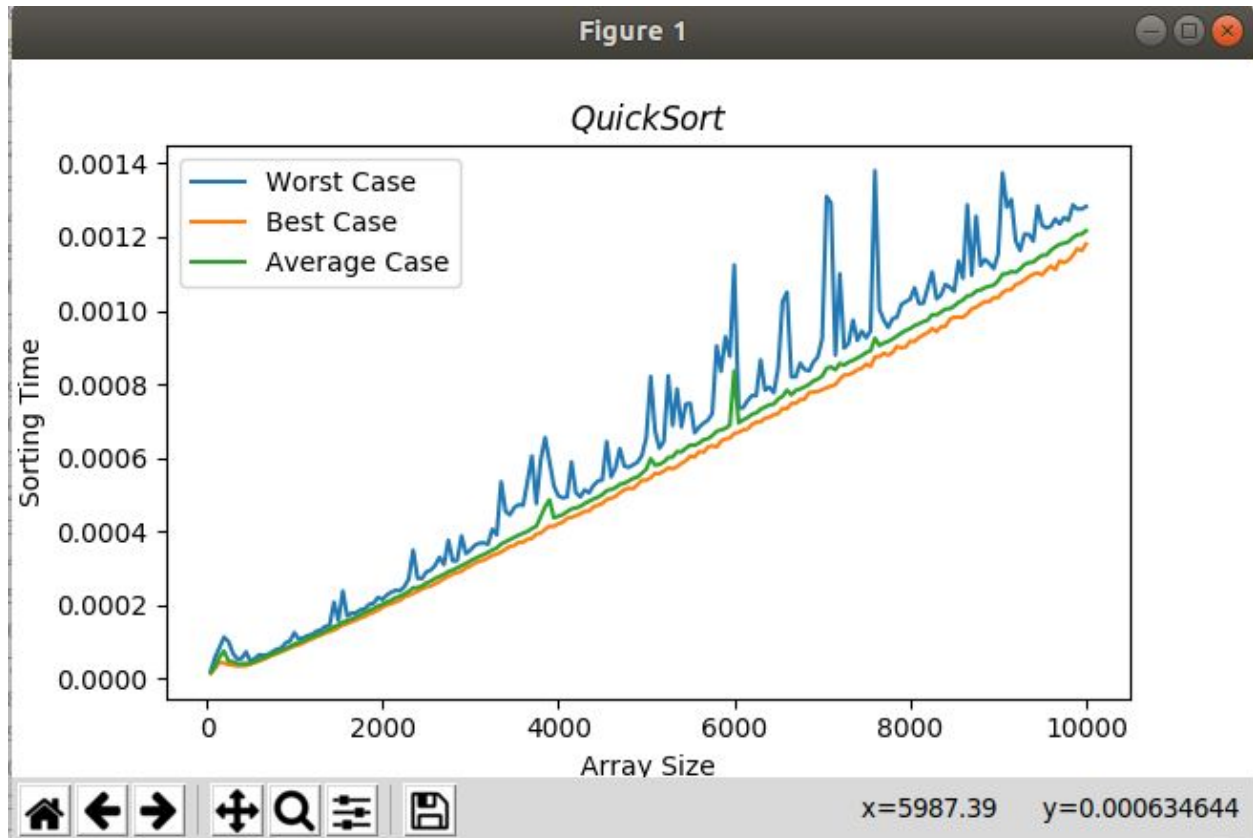 Figure 1
QuickSort
Worst Case
Best Case
Average Case
0.0014
0.0012
0.0010
0.0008
0.0006
0.0004
0.0002
0.0000
Sorting Time
0 2000 4000 6000 8000 10000
Array Size
x=5987.39 y=0.000634644